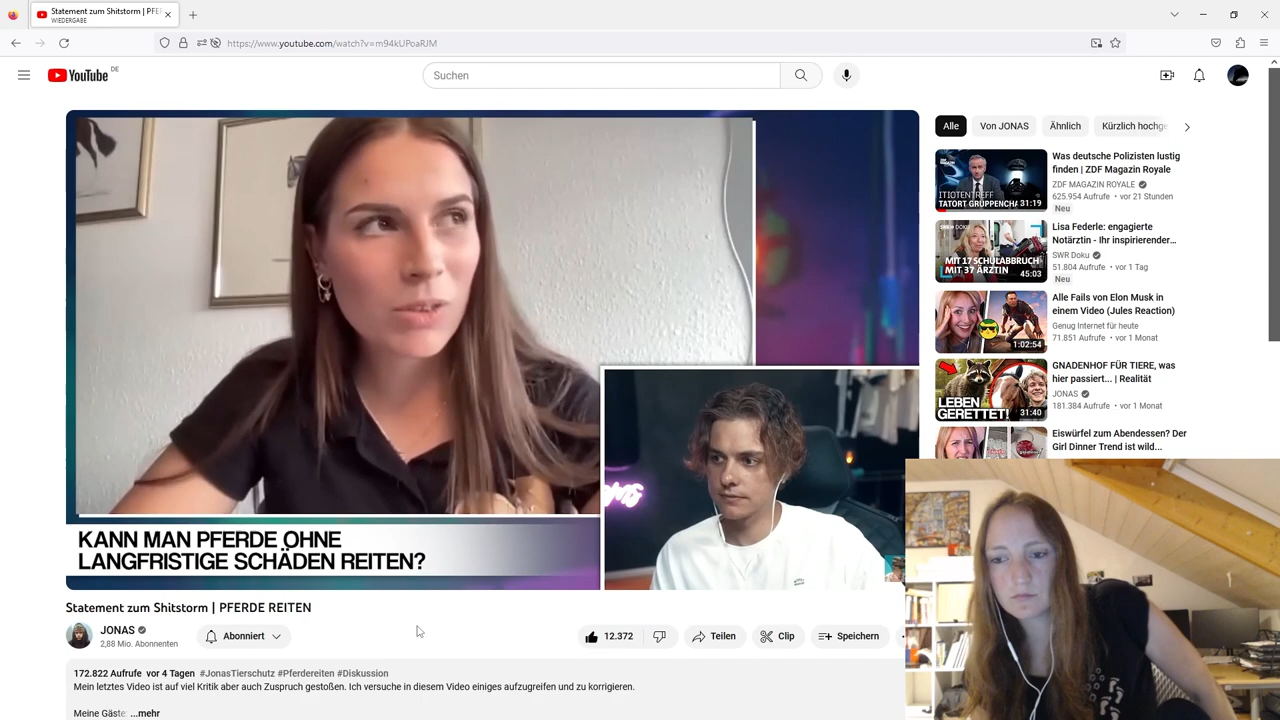 Statement zum Shitstorm | PFE
WIEDERGABE
https://www.youtube.com/watch?v=m94kUPoaRJM
YouTube DE
Suchen
Alle
Von JONAS
Ähnlich
Kürzlich hochge
KANN MAN PFERDE OHNE
LANGFRISTIGE SCHÄDEN REITEN?
Statement zum Shitstorm | PFERDE REITEN
JONAS
2,88 Mio. Abonnenten
Abonniert
12.372
Teilen
Clip
Speichern
172.822 Aufrufe vor 4 Tagen #JonasTierschutz #Pferdereiten #Diskussion
Mein letztes Video ist auf viel Kritik aber auch Zuspruch gestoßen. Ich versuche in diesem Video einiges aufzugreifen und zu korrigieren.
Meine Gäste: ...mehr
TATORT GRUPPENCHA
31:19
Was deutsche Polizisten lustig
finden | ZDF Magazin Royale
ZDF MAGAZIN ROYALE
625.954 Aufrufe • vor 21 Stunden
Neu
SWR» DOKU
MIT 17 SCHULABBRUCH
MIT 37 ÄRZTIN
45:03
Lisa Federle: engagierte
Notärztin - Ihr inspirierender…
SWR Doku
51.804 Aufrufe • vor 1 Tag
Neu
1:02:54
Alle Fails von Elon Musk in
einem Video (Jules Reaction)
Genug Internet für heute
71.851 Aufrufe • vor 1 Monat
LEBEN
GERETTET!
31:40
GNADENHOF FÜR TIERE, was
hier passiert... | Realität
JONAS
181.384 Aufrufe • vor 1 Monat
Eiswürfel zum Abendessen? Der
Girl Dinner Trend ist wild...